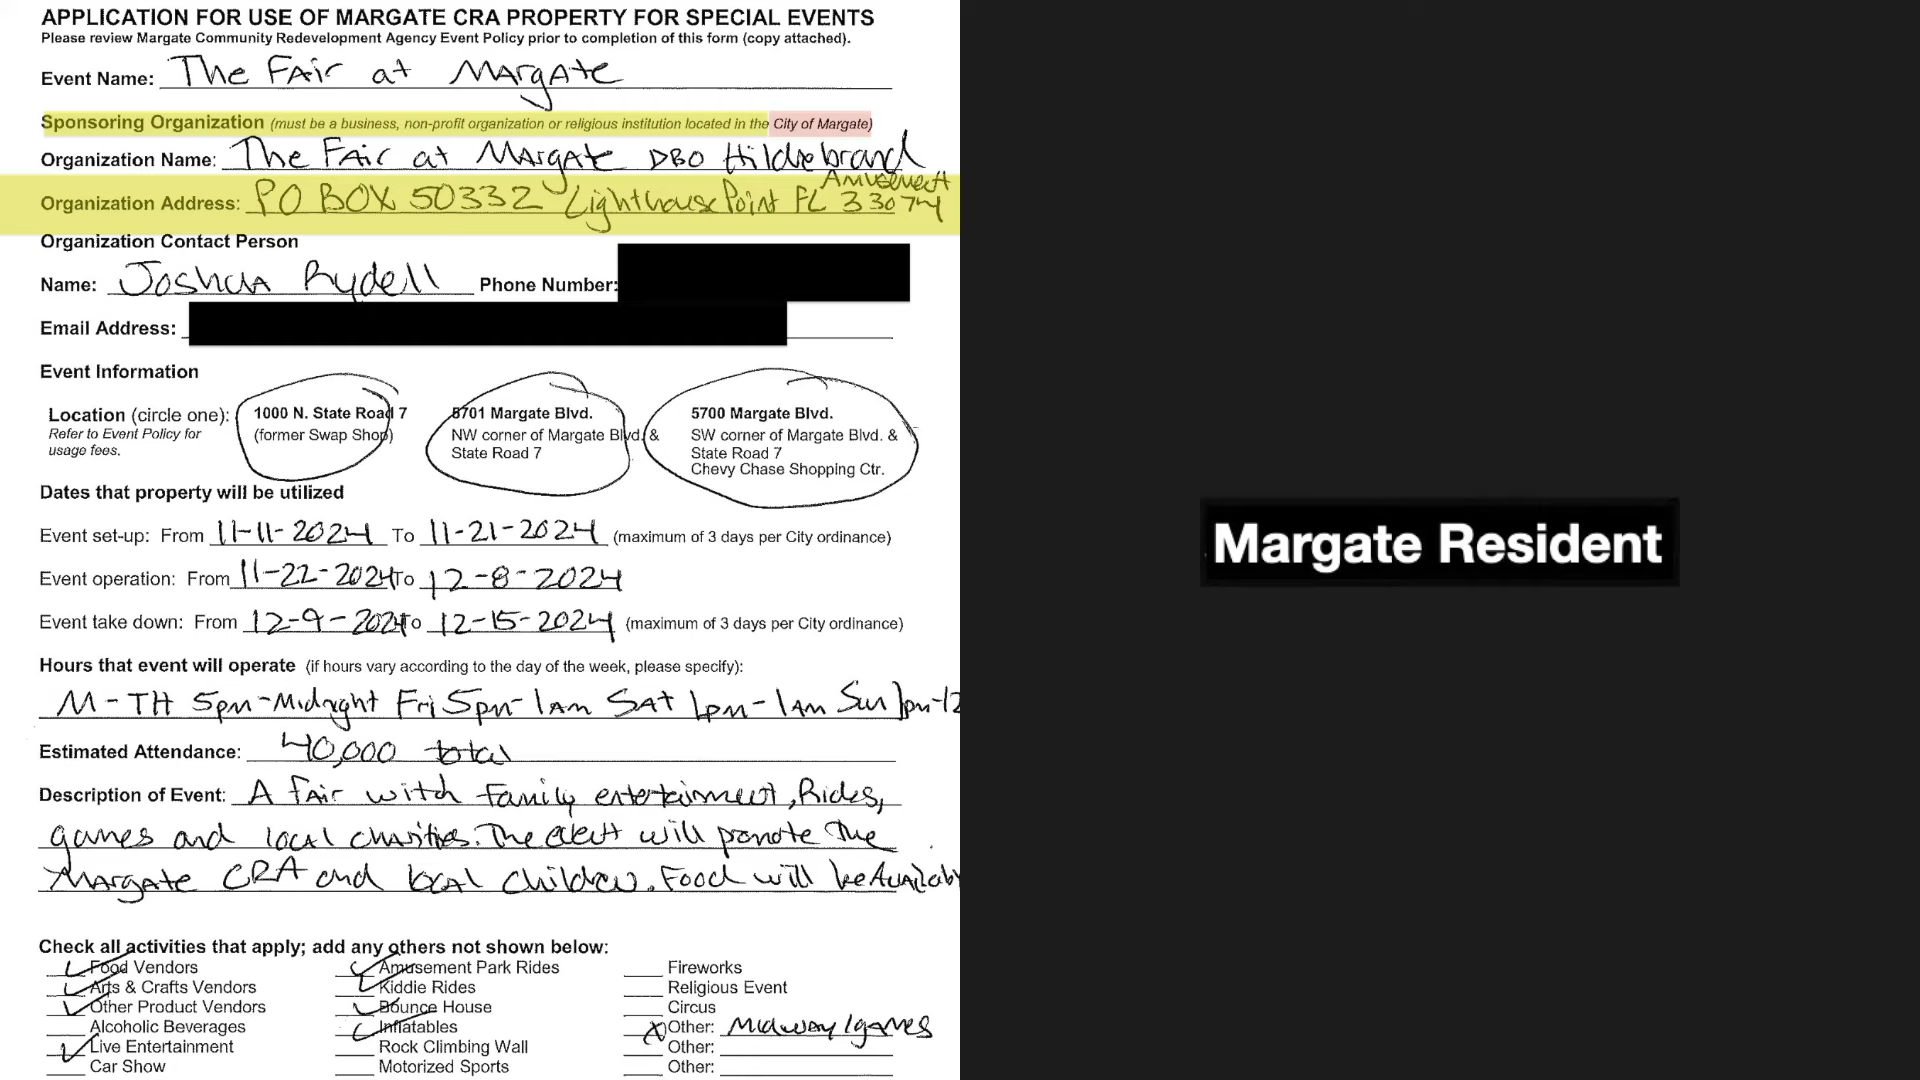 APPLICATION FOR USE OF MARGATE CRA PROPERTY FOR SPECIAL EVENTS
Please review Margate Community Redevelopment Agency Event Policy prior to completion of this form (copy attached).
Event Name: The FAir at MArgAte
Sponsoring Organization (must be a business, non-profit organization or religious institution located in the City of Margate)
Organization Name: The FAir at MArgate DBO Hildebrand
Amusement
Organization Address: PO BOX 50332 Lighthouse Point FL 33074
Organization Contact Person
Name: Joshua Rydell Phone Number:
Email Address:
Event Information
Location (circle one):
Refer to Event Policy for
usage fees.
1000 N. State Road 7
(former Swap Shop)
5701 Margate Blvd.
NW corner of Margate Blvd. &
State Road 7
5700 Margate Blvd.
SW corner of Margate Blvd. &
State Road 7
Chevy Chase Shopping Ctr.
Dates that property will be utilized
Event set-up: From 11-11-2024 To 11-21-2024 (maximum of 3 days per City ordinance)
Event operation: From 11-22-2024 To 12-8-2024
Event take down: From 12-9-2024 To 12-15-2024 (maximum of 3 days per City ordinance)
Hours that event will operate (if hours vary according to the day of the week, please specify):
M-TH 5pm-Midnight Fri 5pm-1Am SAT 1pm-1Am Sun 1pm-12
Estimated Attendance: 40,000 total
Description of Event: A fAir with family entertainment, Rides,
games and local charities. The event will promote the
MArgate CRA and local children. Food will be Availab
Check all activities that apply; add any others not shown below:
Food Vendors
Arts & Crafts Vendors
Other Product Vendors
Alcoholic Beverages
Live Entertainment
Car Show
Amusement Park Rides
Kiddie Rides
Bounce House
Inflatables
Rock Climbing Wall
Motorized Sports
Fireworks
Religious Event
Circus
X Other: Midway/games
Other:
Other:
Margate Resident